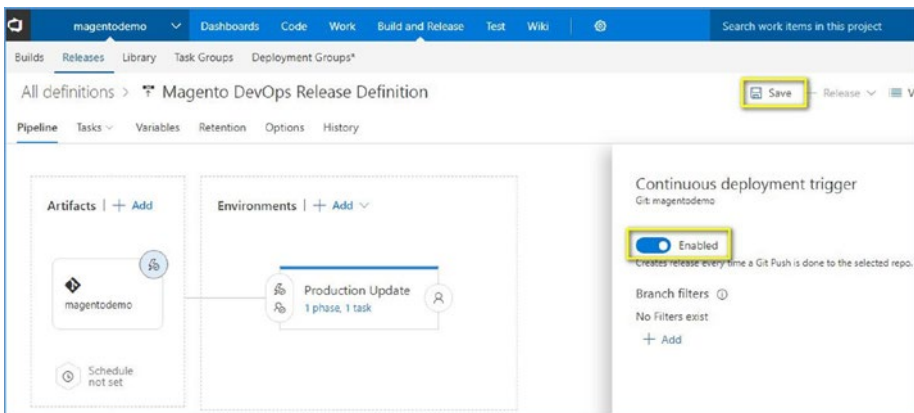 magentodemo Dashboards Code Work Build and Release Test Wiki Search work items in this project
Builds Releases Library Task Groups Deployment Groups*
All definitions > Magento DevOps Release Definition Save + Release V
Pipeline Tasks Variables Retention Options History
Continuous deployment trigger
Git: magentodemo
Artifacts | + Add Environments | + Add
Enabled
Creates release every time a Git Push is done to the selected repo.
Production Update
1 phase, 1 task
Branch filters
magentodemo
No Filters exist
+ Add
Schedule
not set